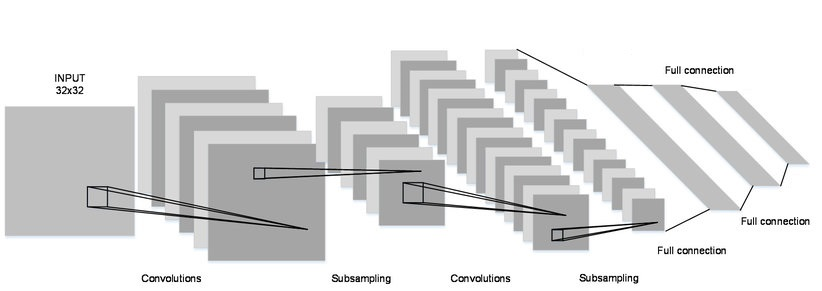 INPUT
32x32
Full connection
Full connection
Full connection
Convolutions
Subsampling
Convolutions
Subsampling